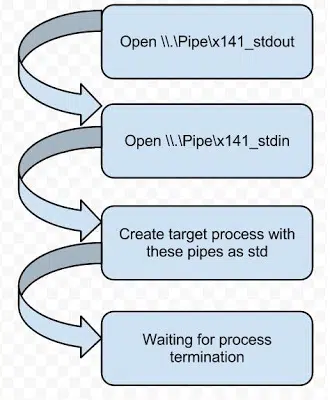 Open \\.\Pipe\x141_stdout
Open \\.\Pipe\x141_stdin
Create target process with
these pipes as std
Waiting for process
termination